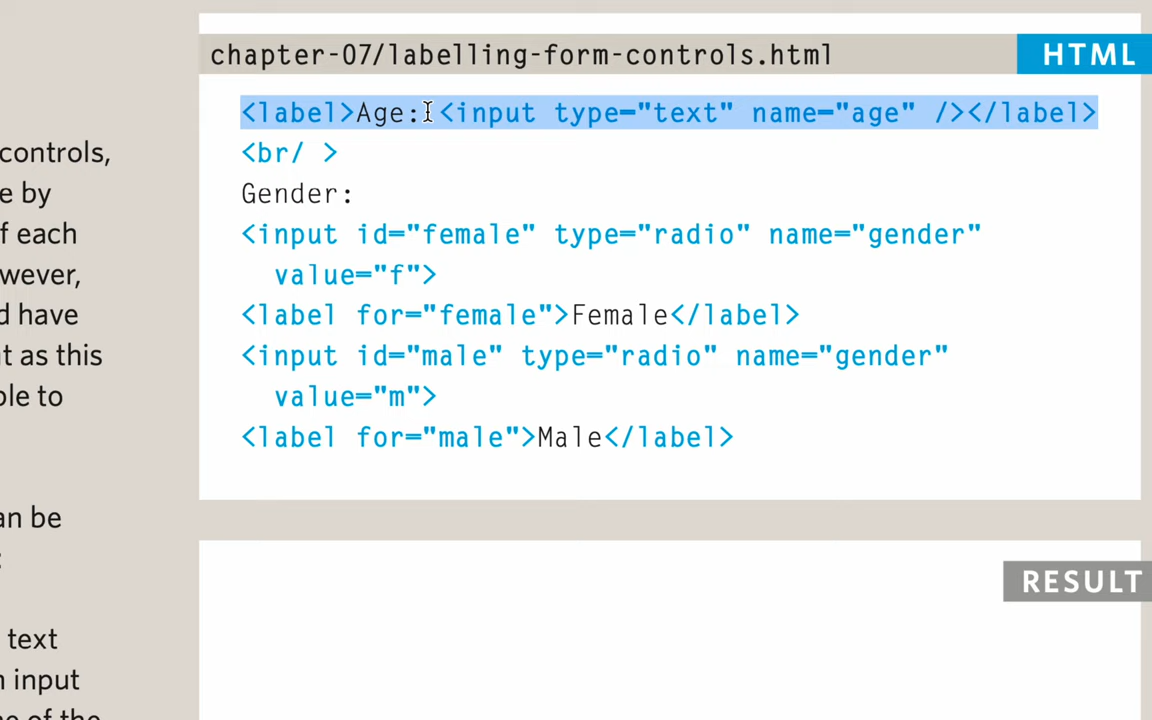 chapter-07/labelling-form-controls.html
HTML
<label>Age: <input type="text" name="age" /></label>
<br/ >
Gender:
<input id="female" type="radio" name="gender"
value="f">
<label for="female">Female</label>
<input id="male" type="radio" name="gender"
value="m">
<label for="male">Male</label>
RESULT
controls,
e by
f each
wever,
d have
t as this
ble to
an be
:
text
n input
ne of the